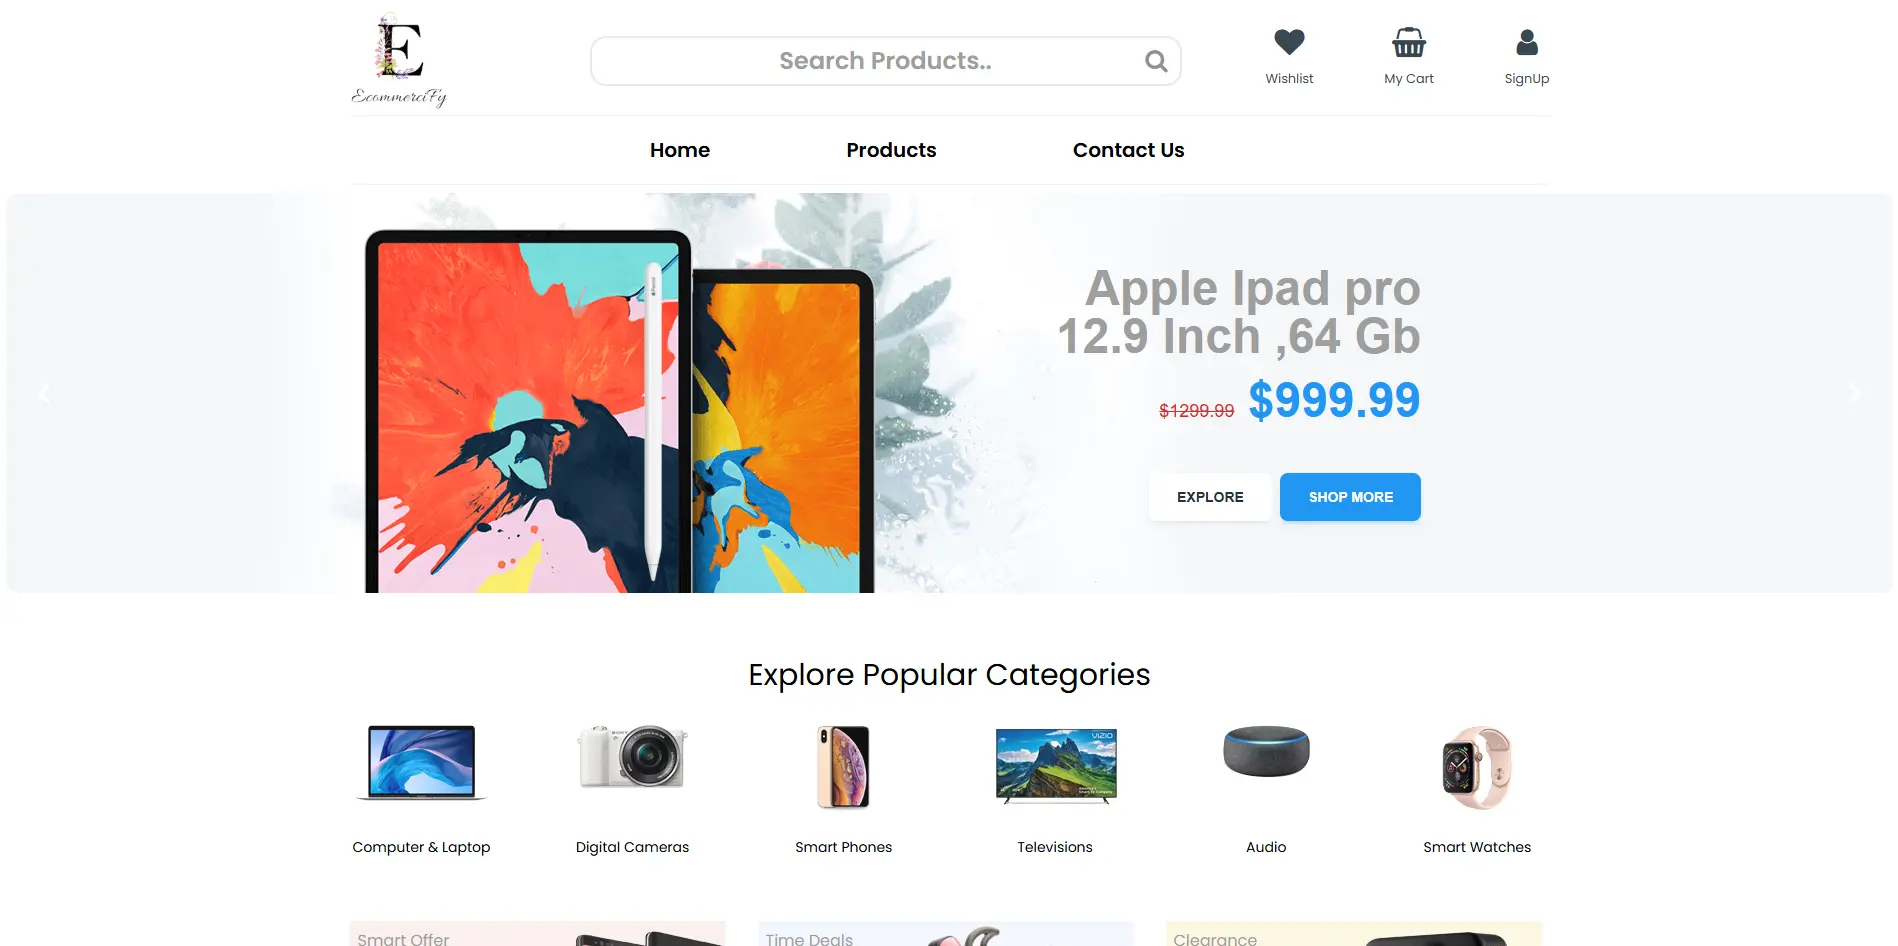 E
EcommerciFy
Search Products..
Wishlist
My Cart
SignUp
Home
Products
Contact Us
Apple Ipad pro
12.9 Inch ,64 Gb
$1299.99 $999.99
EXPLORE
SHOP MORE
Explore Popular Categories
SONY
VIZIO
Computer & Laptop
Digital Cameras
Smart Phones
Televisions
Audio
Smart Watches
Smart Offer
Time Deals
Clearance